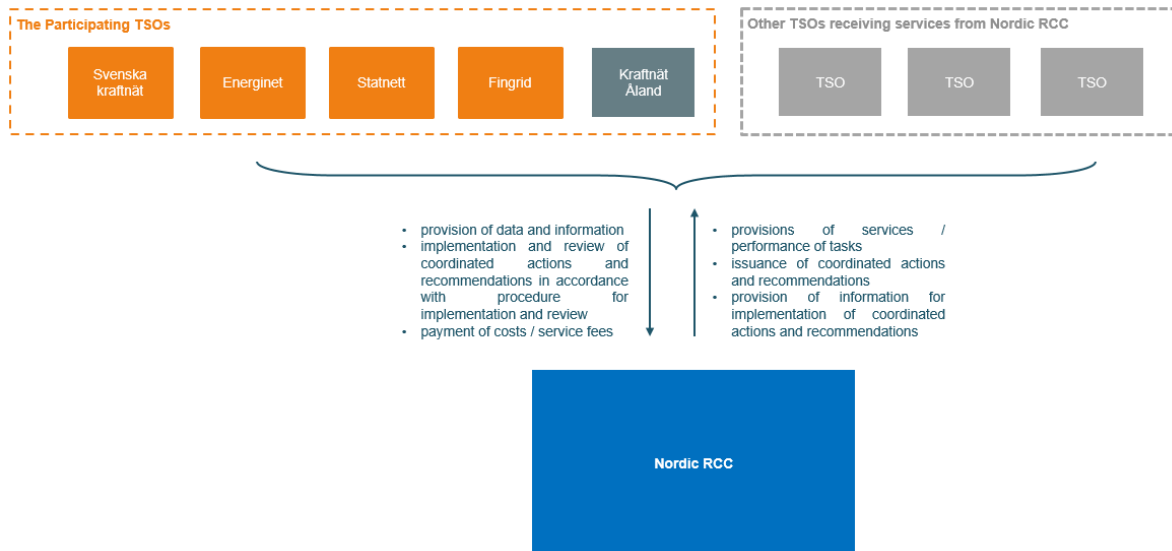 The Participating TSOs
Svenska
kraftnät
Energinet
Statnett
Fingrid
Kraftnät
Åland
Other TSOs receiving services from Nordic RCC
TSO
TSO
TSO
• provision of data and information
• implementation and review of
coordinated actions and
recommendations in accordance
with procedure for
implementation and review
• payment of costs / service fees
• provisions of services /
performance of tasks
• issuance of coordinated actions
and recommendations
• provision of information for
implementation of coordinated
actions and recommendations
Nordic RCC